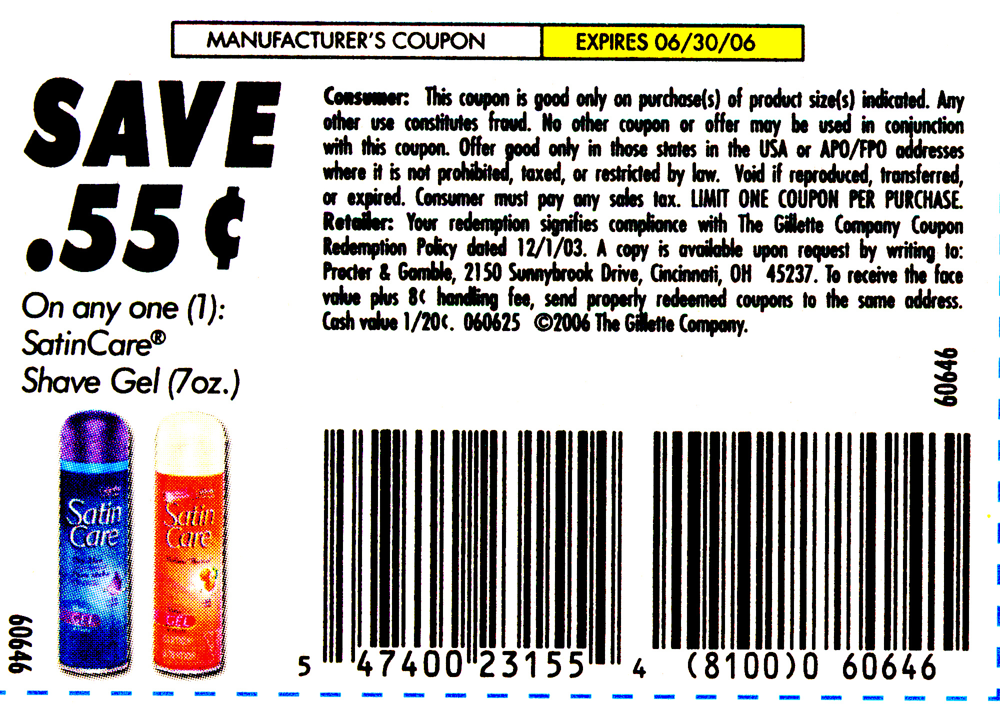 MANUFACTURER'S COUPON
EXPIRES 06/30/06
SAVE
.55¢
On any one (1):
SatinCare®
Shave Gel (7oz.)
Consumer: This coupon is good only on purchase(s) of product size(s) indicated. Any
other use constitutes fraud. No other coupon or offer may be used in conjunction
with this coupon. Offer good only in those states in the USA or APO/FPO addresses
where it is not prohibited, taxed, or restricted by law. Void if reproduced, transferred,
or expired. Consumer must pay any sales tax. LIMIT ONE COUPON PER PURCHASE.
Retailer: Your redemption signifies compliance with The Gillette Company Coupon
Redemption Policy dated 12/1/03. A copy is available upon request by writing to:
Procter & Gamble, 2150 Sunnybrook Drive, Cincinnati, OH 45237. To receive the face
value plus 8¢ handling fee, send properly redeemed coupons to the same address.
Cash value 1/20¢. 060625 ©2006 The Gillette Company.
60646
Satin
Care
GEL
Satin
Care
GEL
60646
5 47400 23155 4
(8100)0 60646